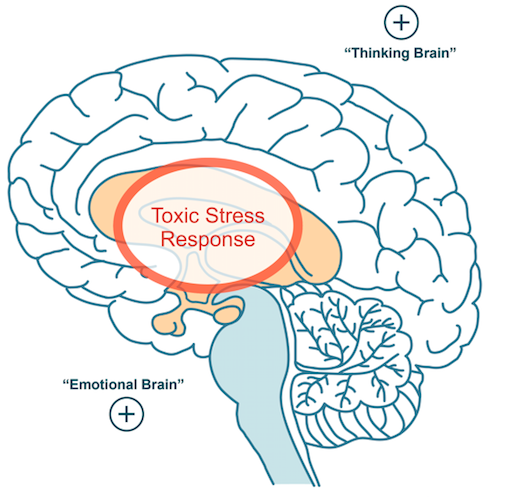 “Thinking Brain”
Toxic Stress
Response
“Emotional Brain”